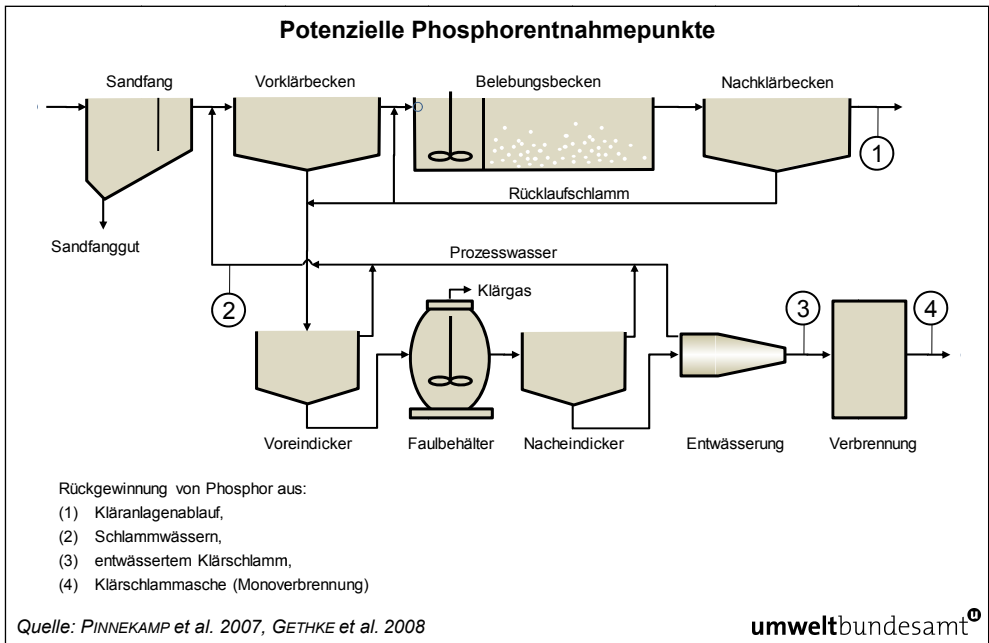 Potenzielle Phosphorentnahmepunkte
Sandfang
Vorklärbecken
Belebungsbecken
Nachklärbecken
1
Rücklaufschlamm
Sandfanggut
Prozesswasser
2
Klärgas
3
4
Voreindicker
Faulbehälter
Nacheindicker
Entwässerung
Verbrennung
Rückgewinnung von Phosphor aus:
(1) Kläranlagenablauf,
(2) Schlammwässern,
(3) entwässertem Klärschlamm,
(4) Klärschlammasche (Monoverbrennung)
Quelle: PINNEKAMP et al. 2007, GETHKE et al. 2008
umweltbundesamt u